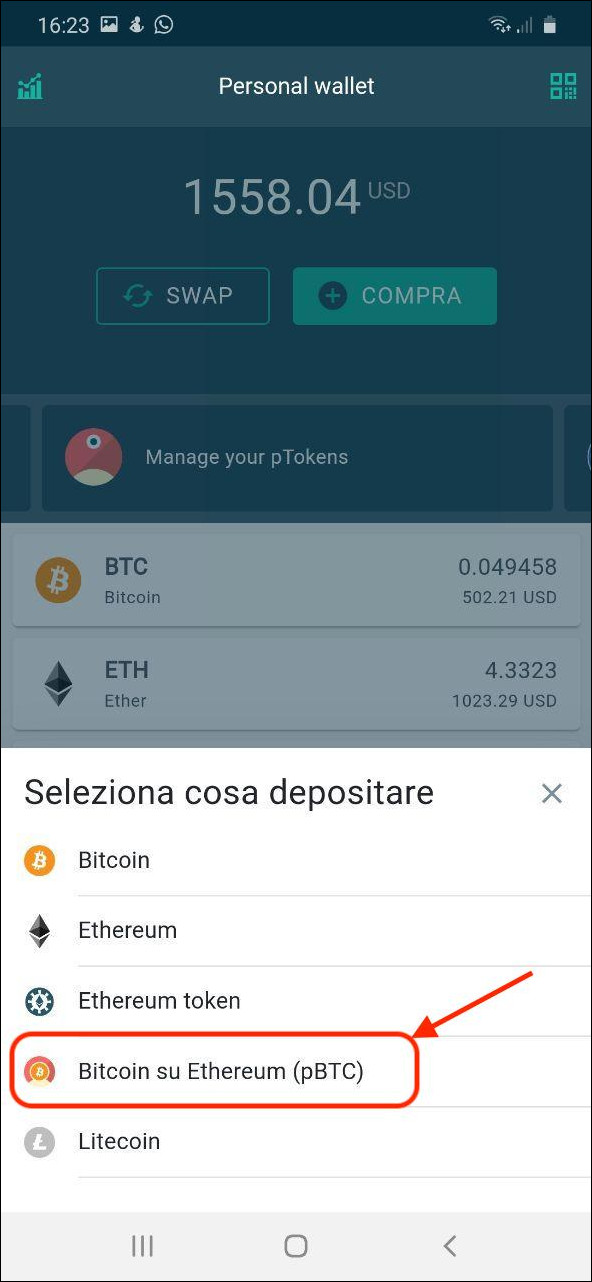 16:23
Personal wallet
1558.04 USD
SWAP
COMPRA
Manage your pTokens
BTC 0.049458
Bitcoin 502.21 USD
ETH 4.3323
Ether 1023.29 USD
Seleziona cosa depositare
Bitcoin
Ethereum
Ethereum token
Bitcoin su Ethereum (pBTC)
Litecoin